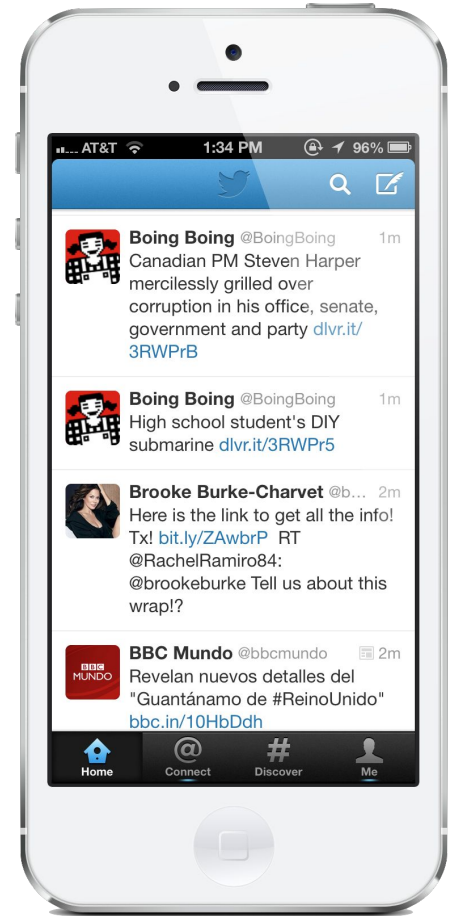 AT&T 1:34 PM 96%
Boing Boing @BoingBoing 1m
Canadian PM Steven Harper
mercilessly grilled over
corruption in his office, senate,
government and party dlvr.it/
3RWPrB
Boing Boing @BoingBoing 1m
High school student's DIY
submarine dlvr.it/3RWPr5
Brooke Burke-Charvet @b... 2m
Here is the link to get all the info!
Tx! bit.ly/ZAwbrP RT
@RachelRamiro84:
@brookeburke Tell us about this
wrap!?
BBC
MUNDO
BBC Mundo @bbcmundo 2m
Revelan nuevos detalles del
"Guantánamo de #ReinoUnido"
bbc.in/10HbDdh
Home @ Connect # Discover Me